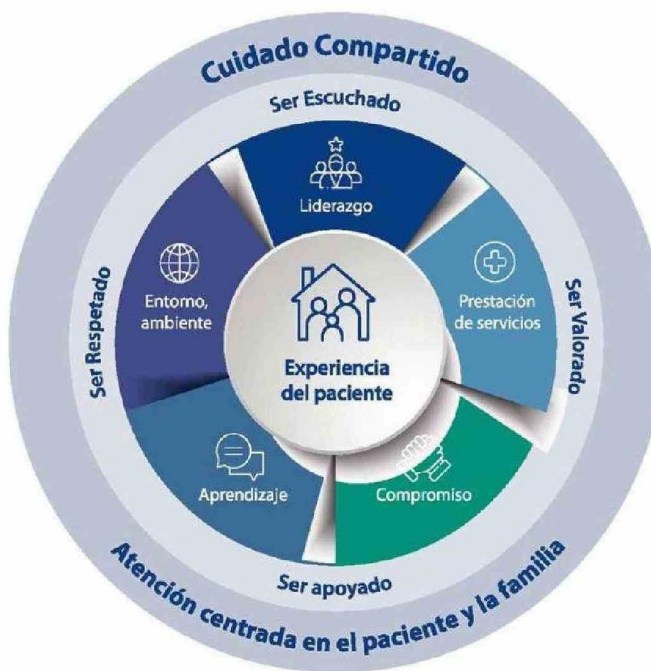 Cuidado Compartido
Ser Escuchado
Liderazgo
Ser Respetado
Entorno,
ambiente
Prestación
de servicios
Ser Valorado
Experiencia
del paciente
Aprendizaje
Compromiso
Ser apoyado
Atención centrada en el paciente y la familia